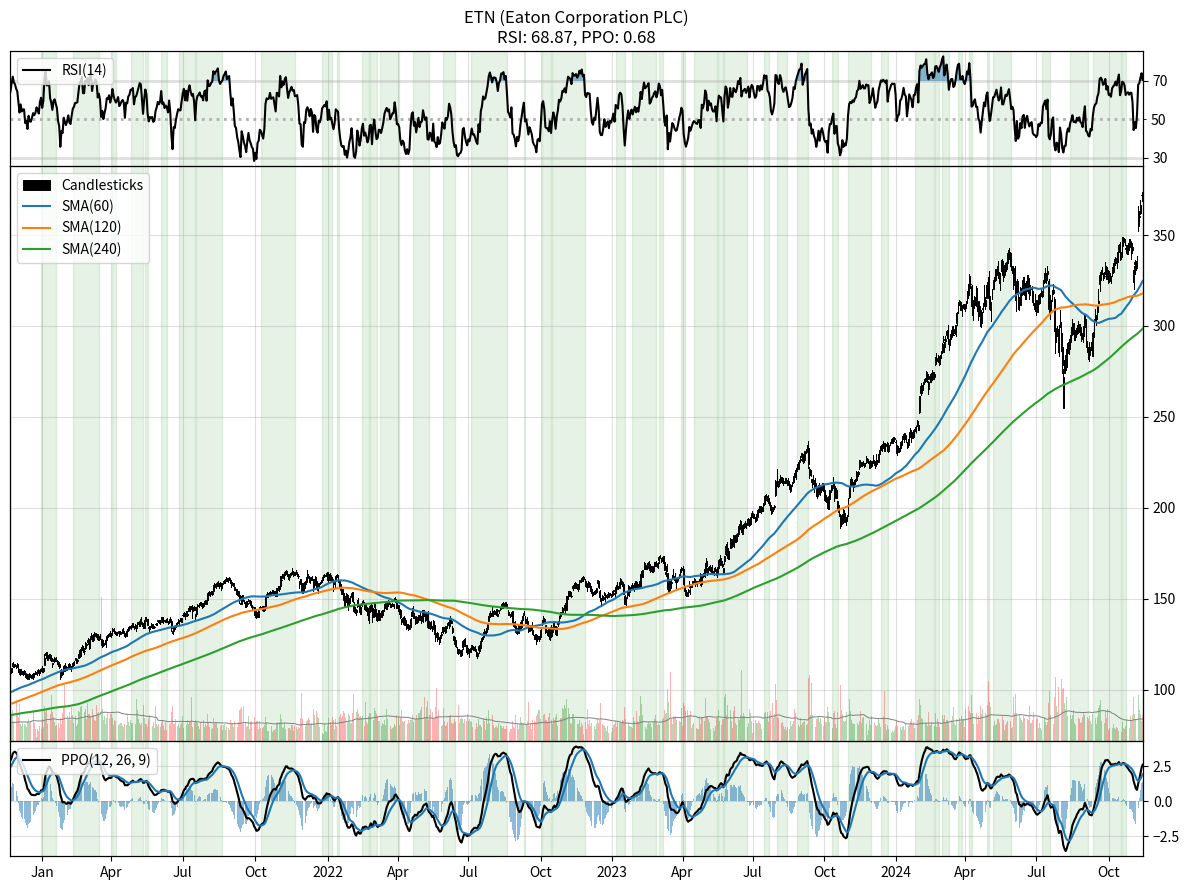 ETN (Eaton Corporation PLC)
RSI: 68.87, PPO: 0.68
RSI(14)
70
50
30
Candlesticks
SMA(60)
SMA(120)
SMA(240)
350
300
250
200
150
100
PPO(12, 26, 9)
2.5
0.0
−2.5
Jan Apr Jul Oct 2022 Apr Jul Oct 2023 Apr Jul Oct 2024 Apr Jul Oct